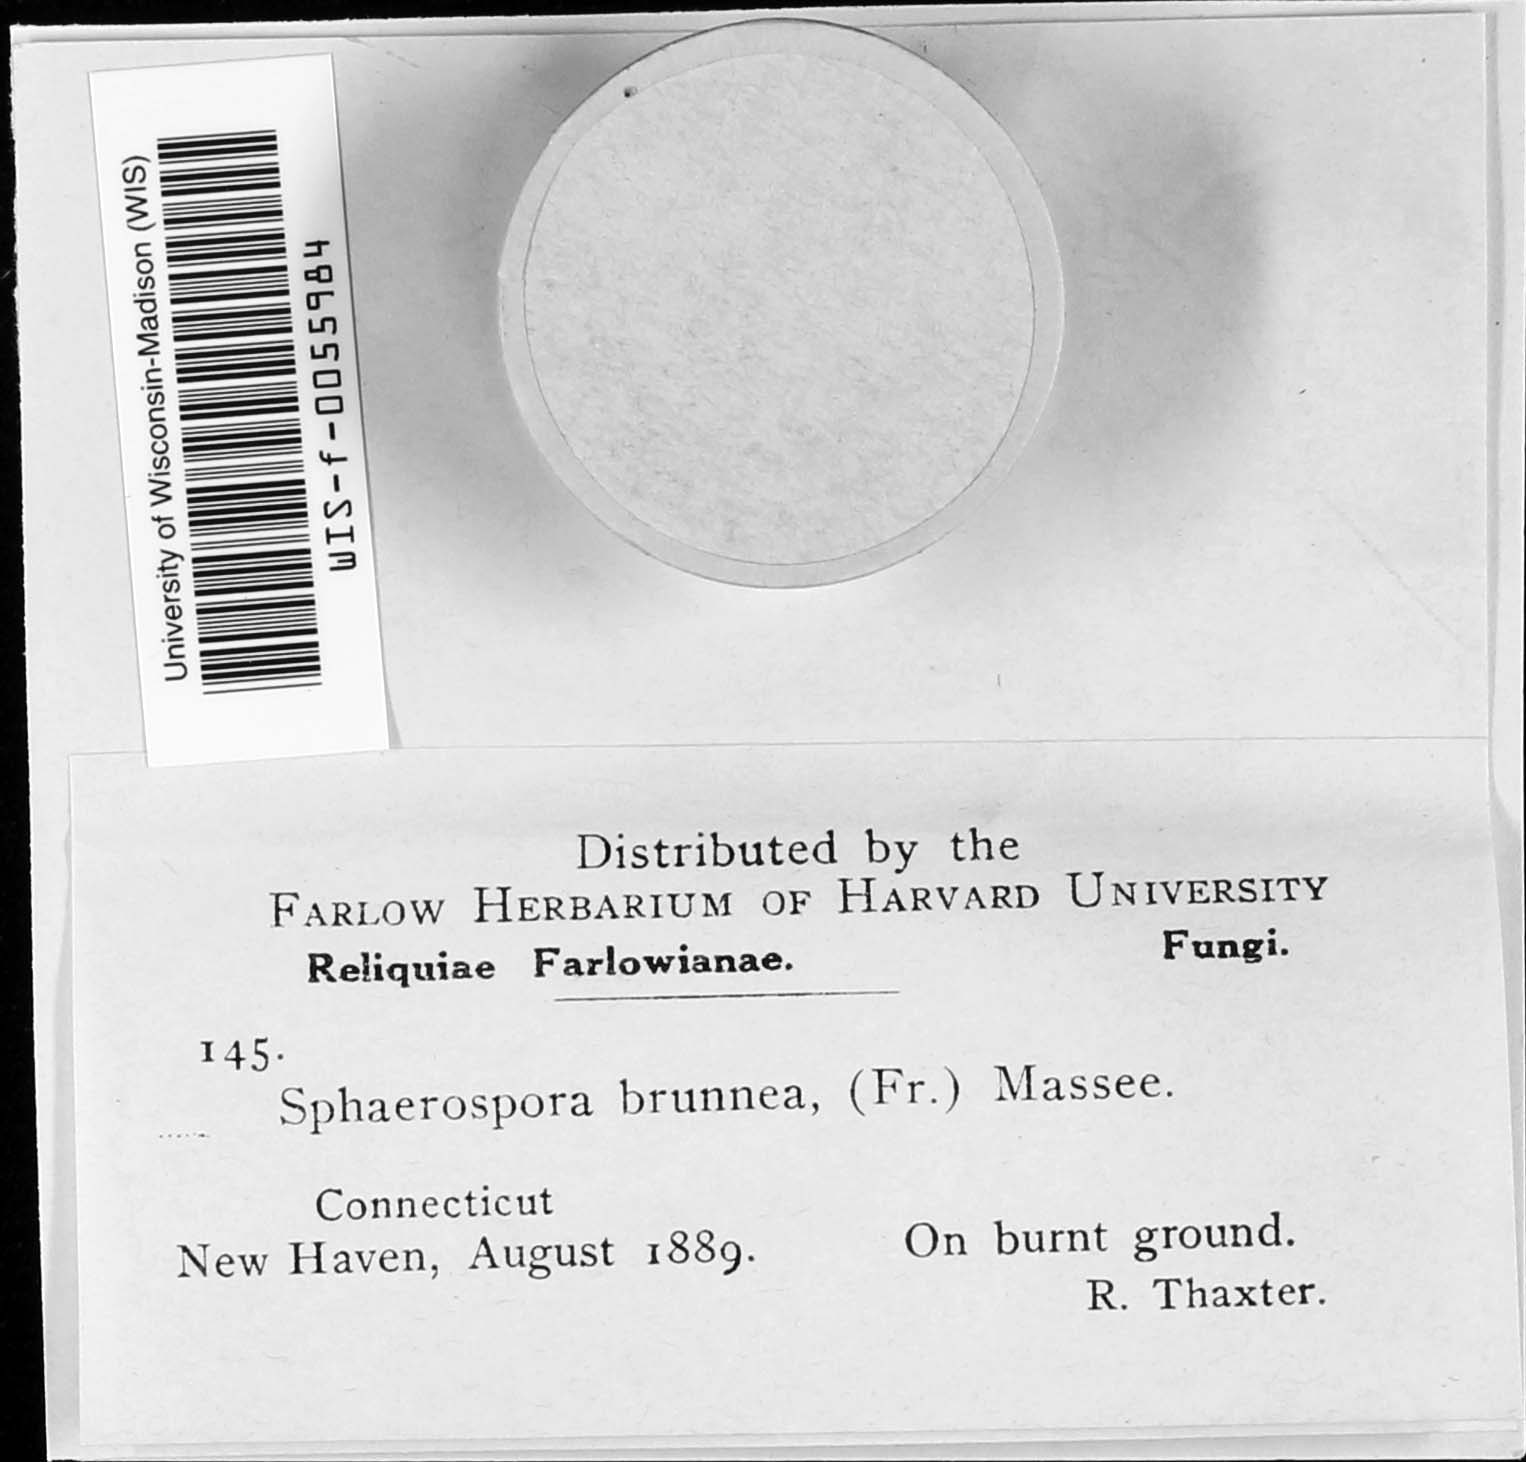 University of Wisconsin-Madison (WIS)
WIS-f-0055984
Distributed by the
FARLOW HERBARIUM OF HARVARD UNIVERSITY
Reliquiae Farlowianae. Fungi.
145.
Sphaerospora brunnea, (Fr.) Massee.
Connecticut
New Haven, August 1889. On burnt ground.
R. Thaxter.